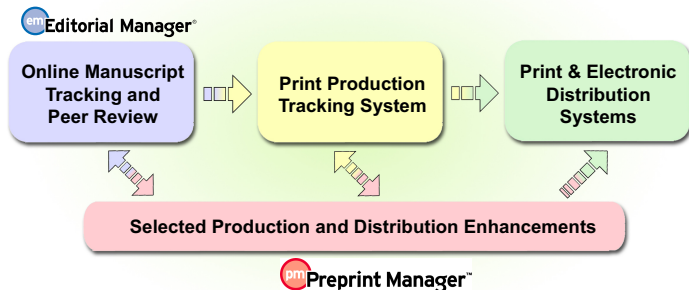 em Editorial Manager®
Online Manuscript
Tracking and
Peer Review
Print Production
Tracking System
Print & Electronic
Distribution
Systems
Selected Production and Distribution Enhancements
pm Preprint Manager™